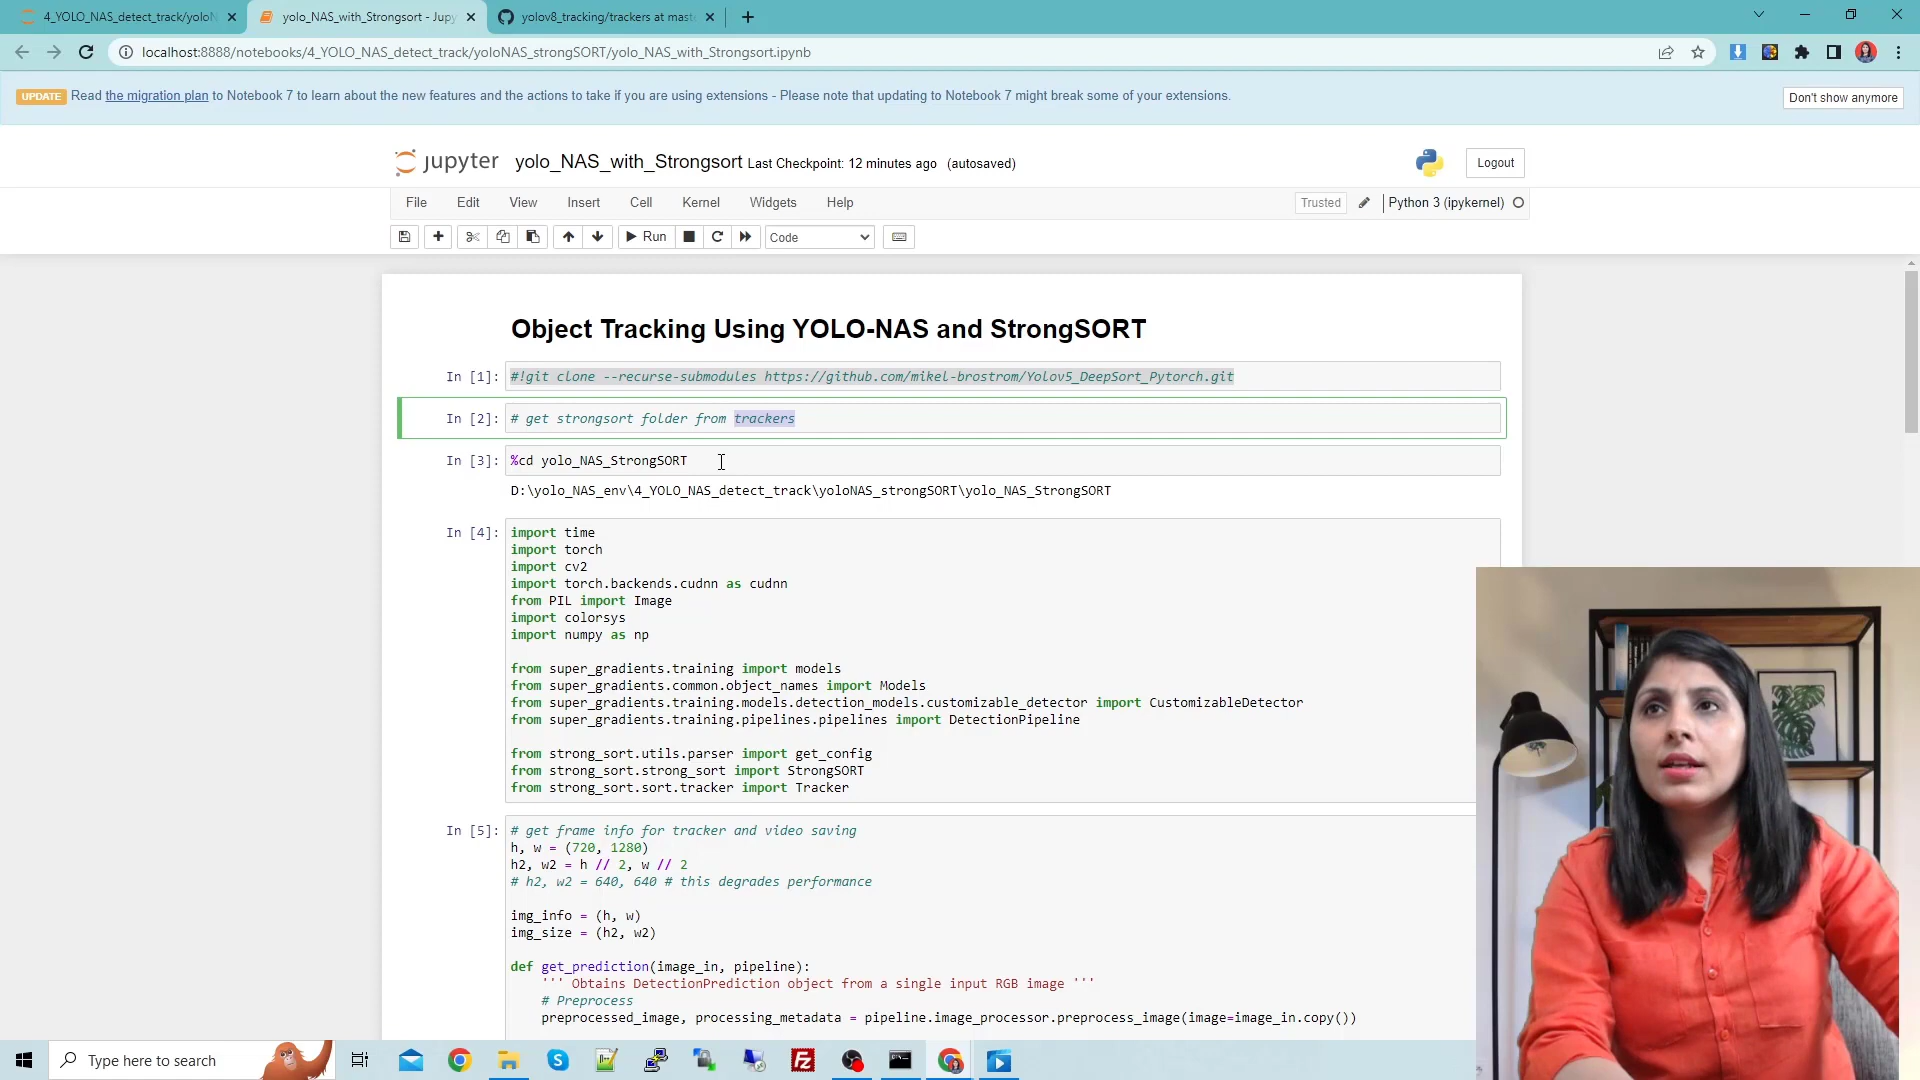 4_YOLO_NAS_detect_track/yoloN
yolo_NAS_with_Strongsort - Jupy
yolov8_tracking/trackers at mast
localhost:8888/notebooks/4_YOLO_NAS_detect_track/yoloNAS_strongSORT/yolo_NAS_with_Strongsort.ipynb
UPDATE Read the migration plan to Notebook 7 to learn about the new features and the actions to take if you are using extensions - Please note that updating to Notebook 7 might break some of your extensions.
Don't show anymore
jupyter yolo_NAS_with_Strongsort Last Checkpoint: 12 minutes ago (autosaved)
Logout
File Edit View Insert Cell Kernel Widgets Help
Trusted Python 3 (ipykernel)
Run Code
Object Tracking Using YOLO-NAS and StrongSORT
In [1]: #!git clone --recurse-submodules https://github.com/mikel-brostrom/Yolov5_DeepSort_Pytorch.git
In [2]: # get strongsort folder from trackers
In [3]: %cd yolo_NAS_StrongSORT
D:\yolo_NAS_env\4_YOLO_NAS_detect_track\yoloNAS_strongSORT\yolo_NAS_StrongSORT
In [4]: import time
import torch
import cv2
import torch.backends.cudnn as cudnn
from PIL import Image
import colorsys
import numpy as np
from super_gradients.training import models
from super_gradients.common.object_names import Models
from super_gradients.training.models.detection_models.customizable_detector import CustomizableDetector
from super_gradients.training.pipelines.pipelines import DetectionPipeline
from strong_sort.utils.parser import get_config
from strong_sort.strong_sort import StrongSORT
from strong_sort.sort.tracker import Tracker
In [5]: # get frame info for tracker and video saving
h, w = (720, 1280)
h2, w2 = h // 2, w // 2
# h2, w2 = 640, 640 # this degrades performance
img_info = (h, w)
img_size = (h2, w2)
def get_prediction(image_in, pipeline):
''' Obtains DetectionPrediction object from a single input RGB image '''
# Preprocess
preprocessed_image, processing_metadata = pipeline.image_processor.preprocess_image(image=image_in.copy())
Type here to search